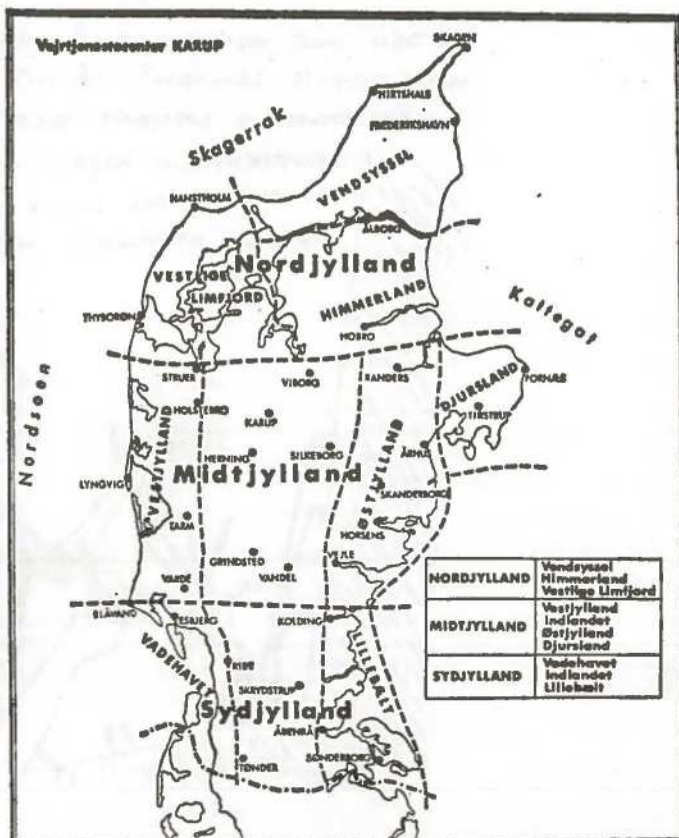 Vejrtjenestecenter KARUP
SKAGEN
HIRTSHALS
FREDERIKSHAVN
Skagerrak
VENDSYSSEL
HANSTHOLM
ÅLBORG
Nordjylland
VESTLIGE
LIMFJORD
HIMMERLAND
Kattegat
THYBORØN
HOBRO
STRUER
VIBORG
RANDERS
FORNÆS
DJURSLAND
HOLSTEBRO
TIRSTRUP
KARUP
Nordsøen
HERNING
SILKEBORG
ÅRHUS
Midtjylland
LYNGVIG
VESTJYLLAND
ØSTJYLLAND
SKANDERBORG
TARM
HORSENS
GRINDSTED
VEJLE
VANDEL
VARDE
NORDJYLLAND
Vendsyssel
Himmerland
Vestlige Limfjord
MIDTJYLLAND
Vestjylland
Indlandet
Østjylland
Djursland
SYDJYLLAND
Vadehavet
Indlandet
Lillebælt
BLÅVAND
ESBJERG
KOLDING
VADEHAVET
LILLEBÆLT
RIBE
SKRYDSTRUP
Sydjylland
ÅBENRÅ
TØNDER
SØNDERBORG